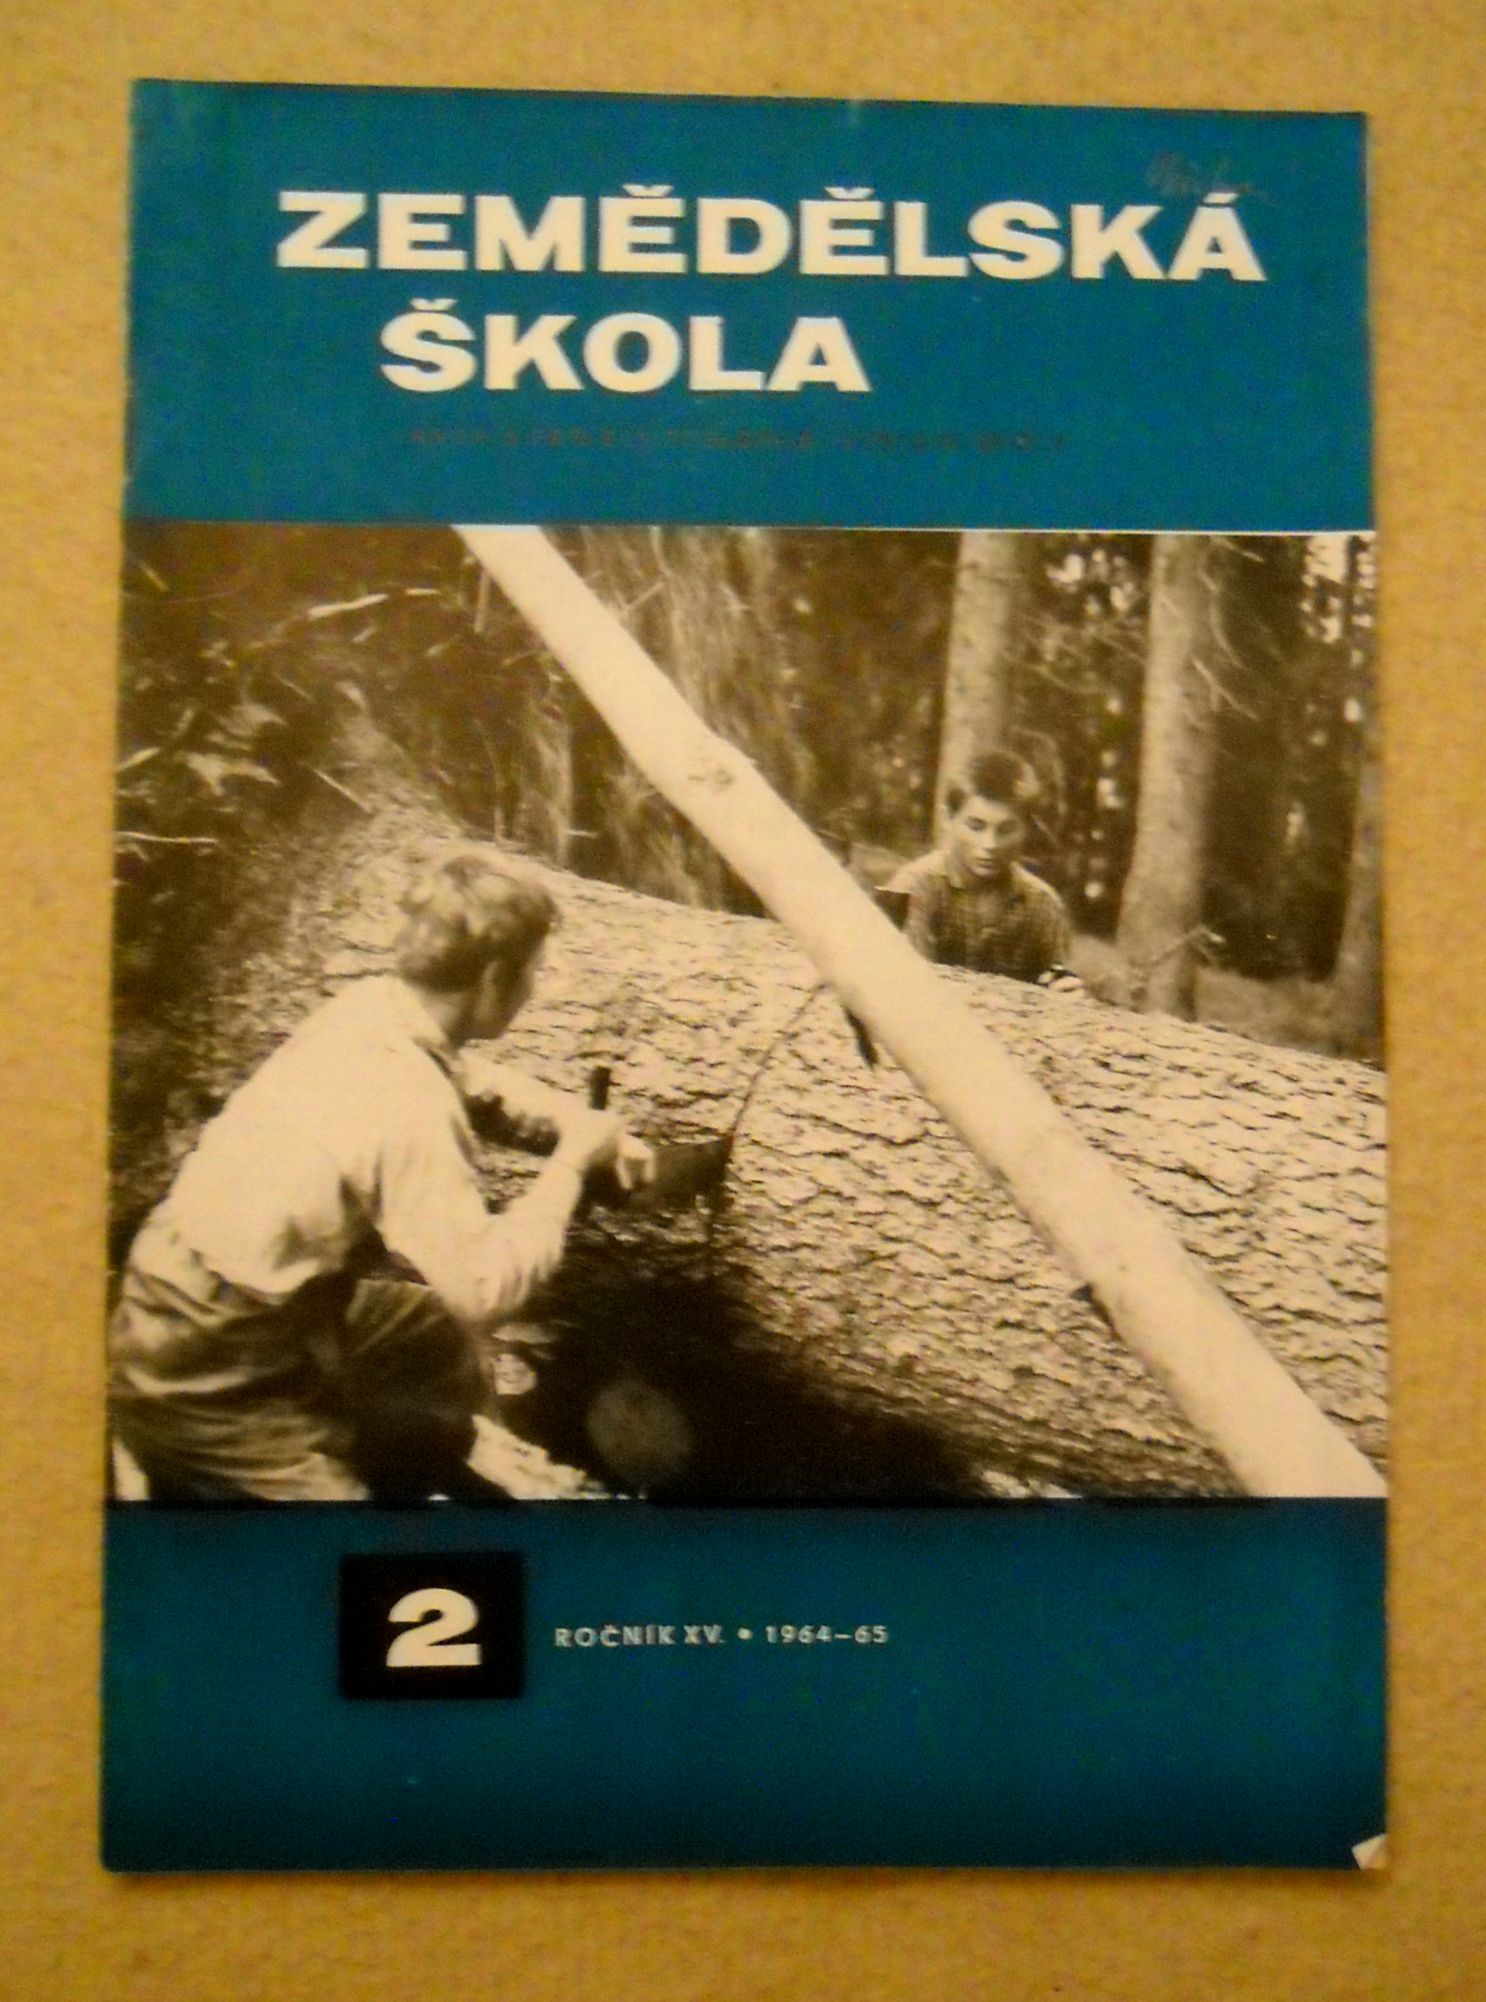 ZEMĚDĚLSKÁ
ŠKOLA
2
ROČNÍK XV. • 1964–65